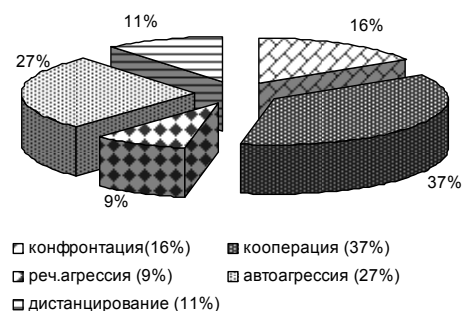 11%
16%
27%
37%
9%
конфронтация(16%)
кооперация (37%)
реч.агрессия (9%)
автоагрессия (27%)
дистанцирование (11%)